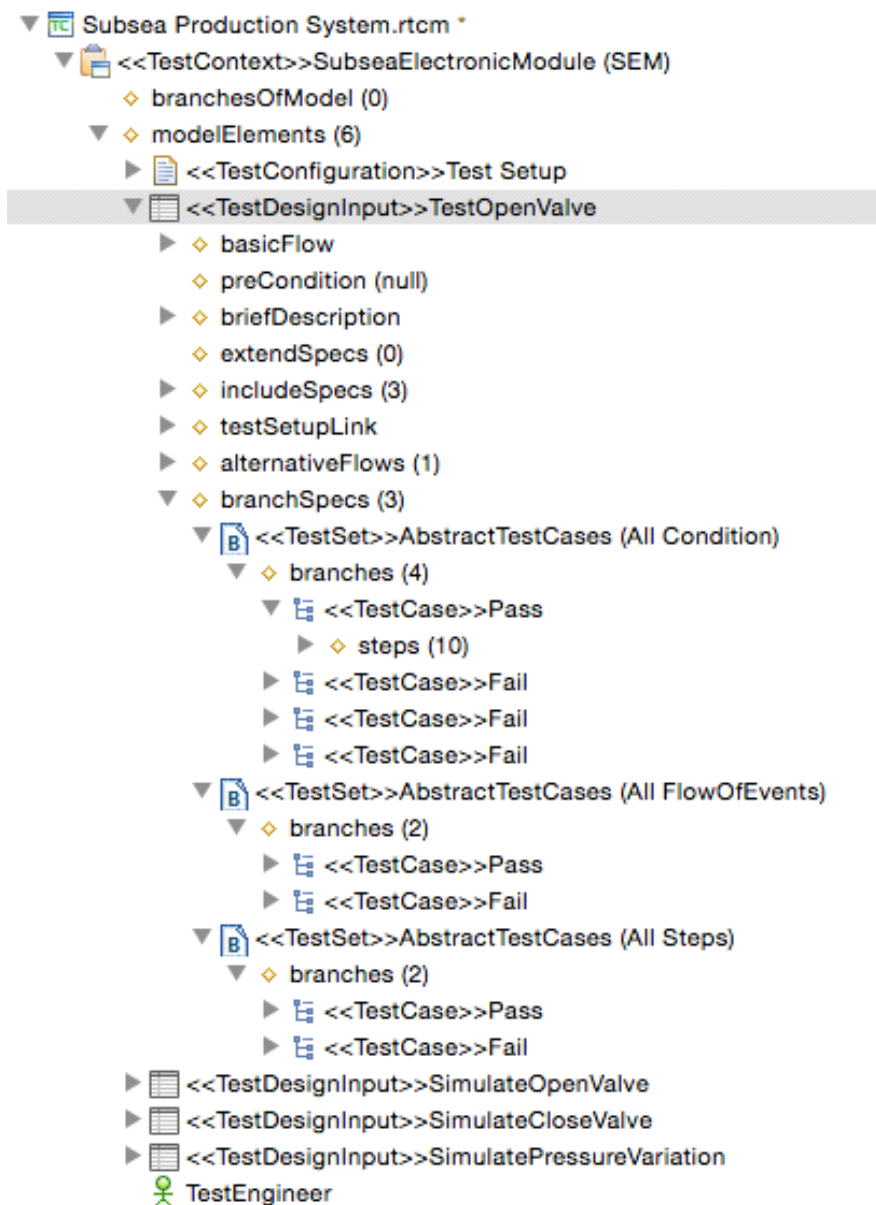 TC Subsea Production System.rtcm *
<<TestContext>>SubseaElectronicModule (SEM)
branchesOfModel (0)
modelElements (6)
<<TestConfiguration>>Test Setup
<<TestDesignInput>>TestOpenValve
basicFlow
preCondition (null)
briefDescription
extendSpecs (0)
includeSpecs (3)
testSetupLink
alternativeFlows (1)
branchSpecs (3)
B <<TestSet>>AbstractTestCases (All Condition)
branches (4)
<<TestCase>>Pass
steps (10)
<<TestCase>>Fail
<<TestCase>>Fail
<<TestCase>>Fail
B <<TestSet>>AbstractTestCases (All FlowOfEvents)
branches (2)
<<TestCase>>Pass
<<TestCase>>Fail
B <<TestSet>>AbstractTestCases (All Steps)
branches (2)
<<TestCase>>Pass
<<TestCase>>Fail
<<TestDesignInput>>SimulateOpenValve
<<TestDesignInput>>SimulateCloseValve
<<TestDesignInput>>SimulatePressureVariation
TestEngineer